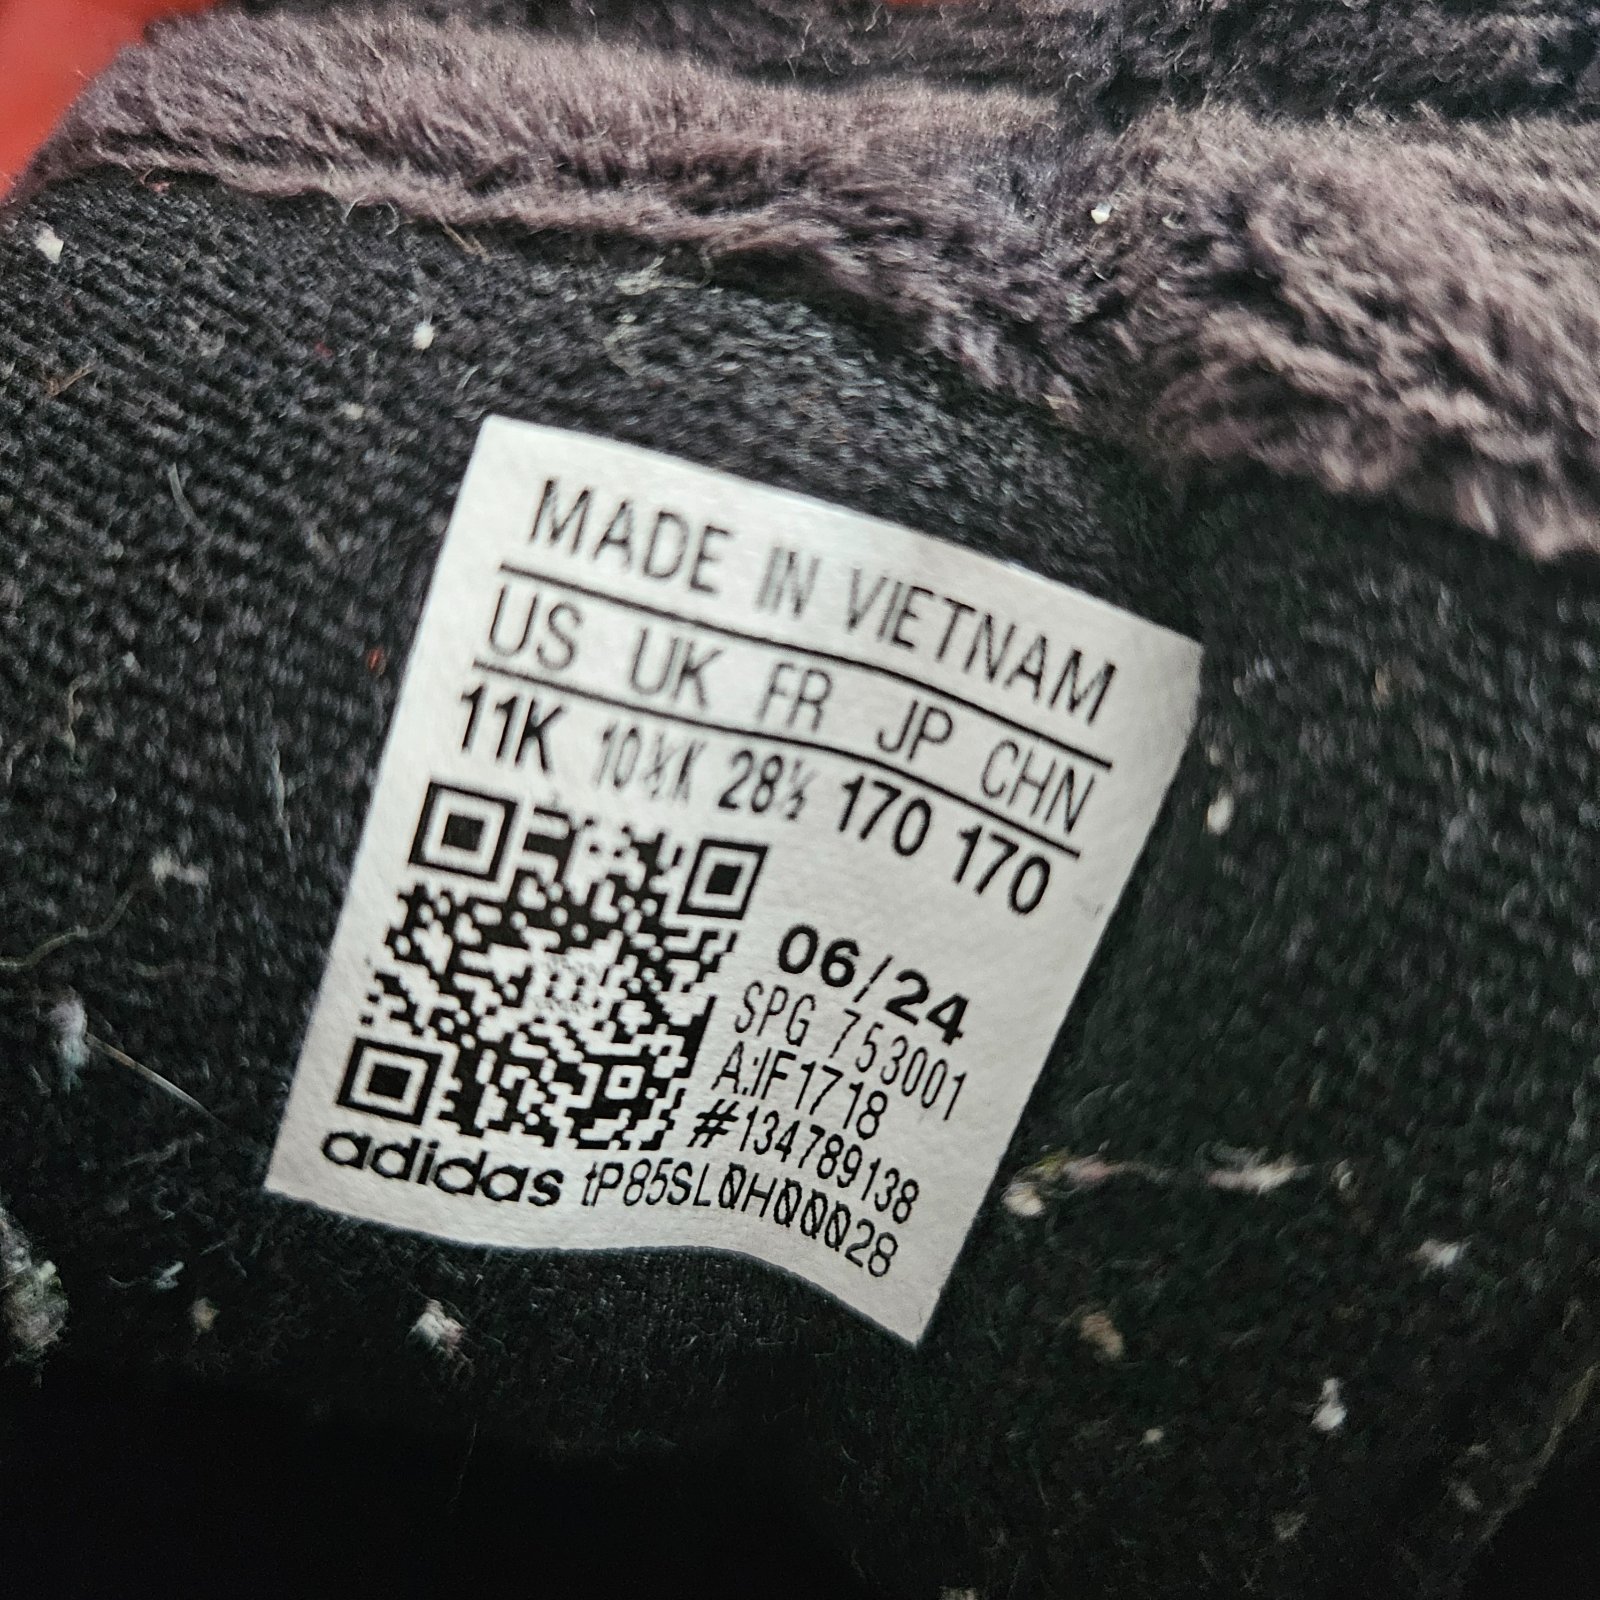 MADE IN VIETNAM
US UK FR JP CHN
11K 10½K 28½ 170 170
06/24
SPG 753001
A:IF1718
#134789138
adidas tP85SL0H00028